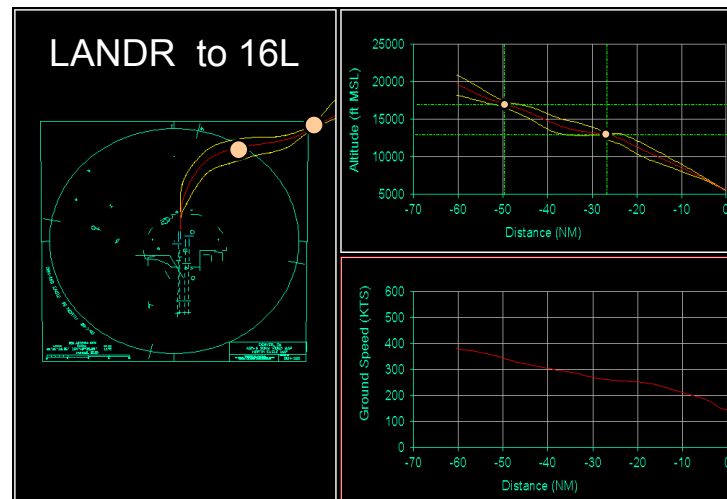 LANDR to 16L
25000
20000
15000
10000
5000
Altitude (ft MSL)
-70 -60 -50 -40 -30 -20 -10 0
Distance (NM)
600
500
400
300
200
100
0
Ground Speed (KTS)
-70 -60 -50 -40 -30 -20 -10 0
Distance (NM)